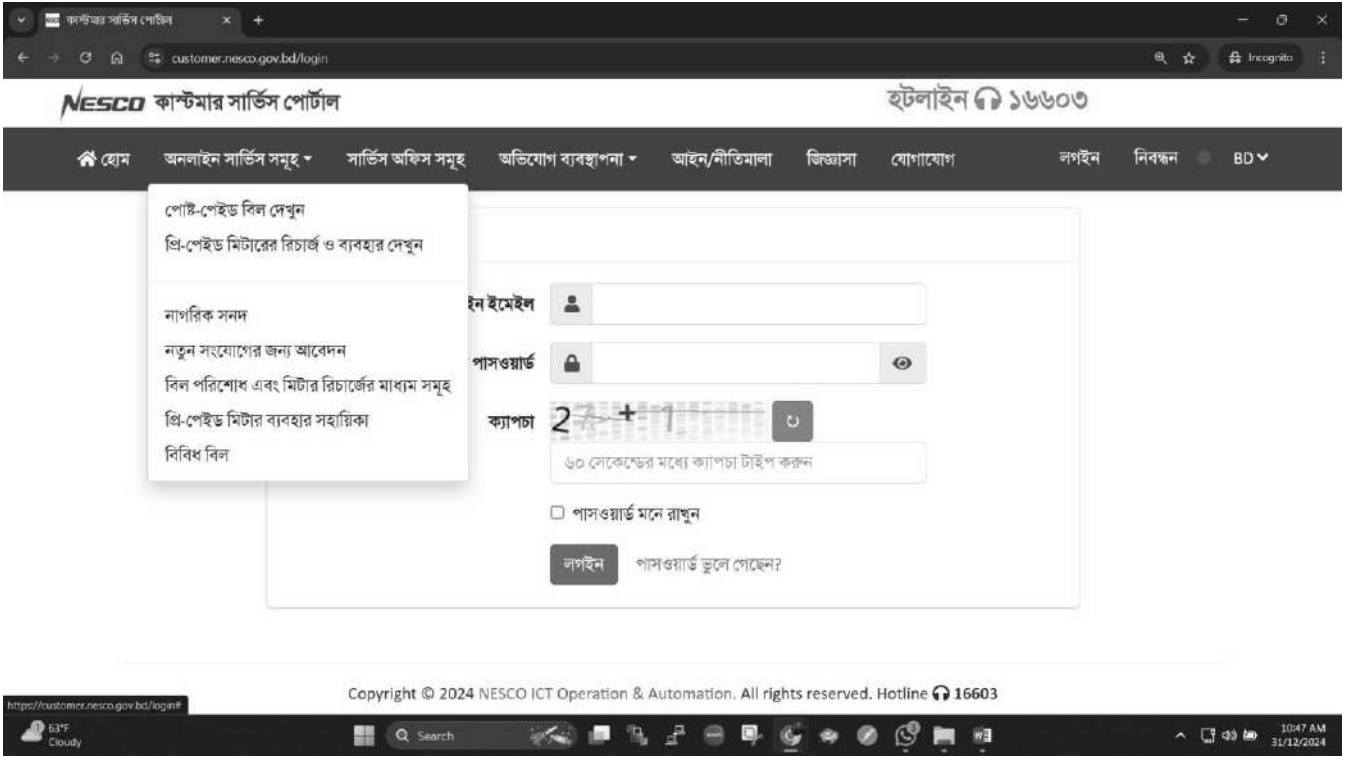 কাস্টমার সার্ভিস পোর্টাল
customer.nesco.gov.bd/login
Incognito
NESCO কাস্টমার সার্ভিস পোর্টাল
হটলাইন ১৬৬০৩
হোম অনলাইন সার্ভিস সমূহ সার্ভিস অফিস সমূহ অভিযোগ ব্যবস্থাপনা আইন/নীতিমালা জিজ্ঞাসা যোগাযোগ লগইন নিবন্ধন BD
পোষ্ট-পেইড বিল দেখুন
প্রি-পেইড মিটারের রিচার্জ ও ব্যবহার দেখুন
নাগরিক সনদ
নতুন সংযোগের জন্য আবেদন
বিল পরিশোধ এবং মিটার রিচার্জের মাধ্যম সমূহ
প্রি-পেইড মিটার ব্যবহার সহায়িকা
বিবিধ বিল
ইমেইল
পাসওয়ার্ড
ক্যাপচা
৬০ সেকেন্ডের মধ্যে ক্যাপচা টাইপ করুন
পাসওয়ার্ড মনে রাখুন
লগইন পাসওয়ার্ড ভুলে গেছেন?
Copyright © 2024 NESCO ICT Operation & Automation. All rights reserved. Hotline 16603
https://customer.nesco.gov.bd/login#
63°F
Cloudy
Search
10:47 AM
31/12/2024